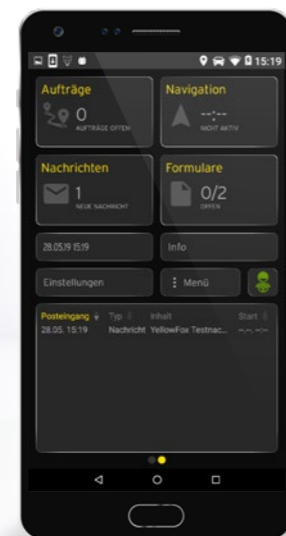 15:19
Aufträge
0
AUFTRÄGE OFFEN
Navigation
--:--
NICHT AKTIV
Nachrichten
1
NEUE NACHRICHT
Formulare
0/2
OFFEN
28.05.19 15:19
Info
Einstellungen
Menü
Posteingang Typ Inhalt Start
28.05. 15:19 Nachricht YellowFox Testnac... --.--. --:--